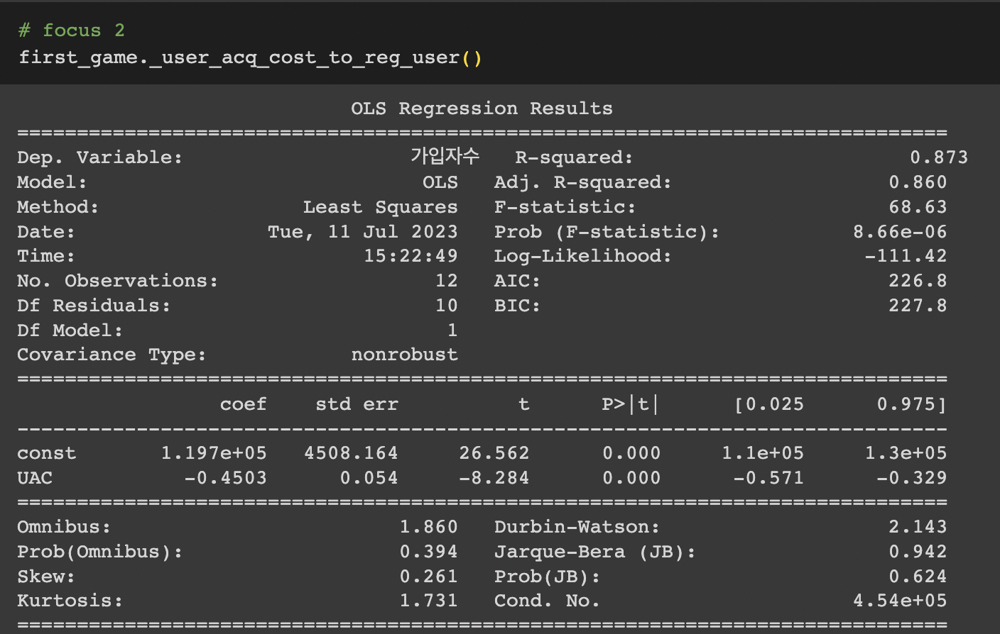 # focus 2
first_game._user_acq_cost_to_reg_user()
OLS Regression Results
==============================================================================
Dep. Variable: 가입자수 R-squared: 0.873
Model: OLS Adj. R-squared: 0.860
Method: Least Squares F-statistic: 68.63
Date: Tue, 11 Jul 2023 Prob (F-statistic): 8.66e-06
Time: 15:22:49 Log-Likelihood: -111.42
No. Observations: 12 AIC: 226.8
Df Residuals: 10 BIC: 227.8
Df Model: 1
Covariance Type: nonrobust
==============================================================================
coef std err t P>|t| [0.025 0.975]
------------------------------------------------------------------------------
const 1.197e+05 4508.164 26.562 0.000 1.1e+05 1.3e+05
UAC -0.4503 0.054 -8.284 0.000 -0.571 -0.329
==============================================================================
Omnibus: 1.860 Durbin-Watson: 2.143
Prob(Omnibus): 0.394 Jarque-Bera (JB): 0.942
Skew: 0.261 Prob(JB): 0.624
Kurtosis: 1.731 Cond. No. 4.54e+05
==============================================================================